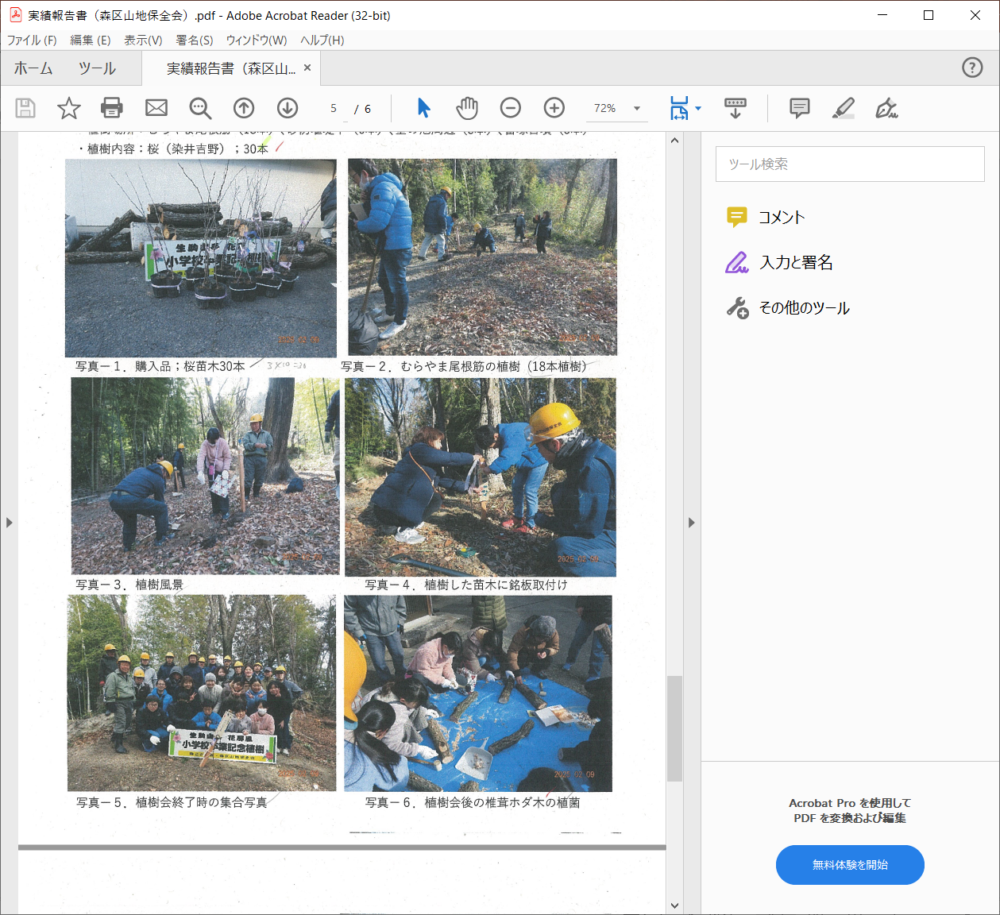 実績報告書（森区山地保全会）.pdf - Adobe Acrobat Reader (32-bit)
ファイル(F) 編集(E) 表示(V) 署名(S) ウィンドウ(W) ヘルプ(H)
ホーム ツール 実績報告書（森区山... ×
5 / 6 72%
・植樹内容：桜（染井吉野）；30本
生駒山系 花屏風
小学校卒業記念植樹
写真－１．購入品；桜苗木30本 3×10=30
写真－２．むらやま尾根筋の植樹（18本植樹）
写真－３．植樹風景
2025 02 09
写真－４．植樹した苗木に銘板取付け
生駒山系 花屏風
小学校卒業記念植樹
写真－５．植樹会終了時の集合写真
2025 02 09
写真－６．植樹会後の椎茸ホダ木の植菌
ツール検索
コメント
入力と署名
その他のツール
Acrobat Pro を使用して
PDF を変換および編集
無料体験を開始